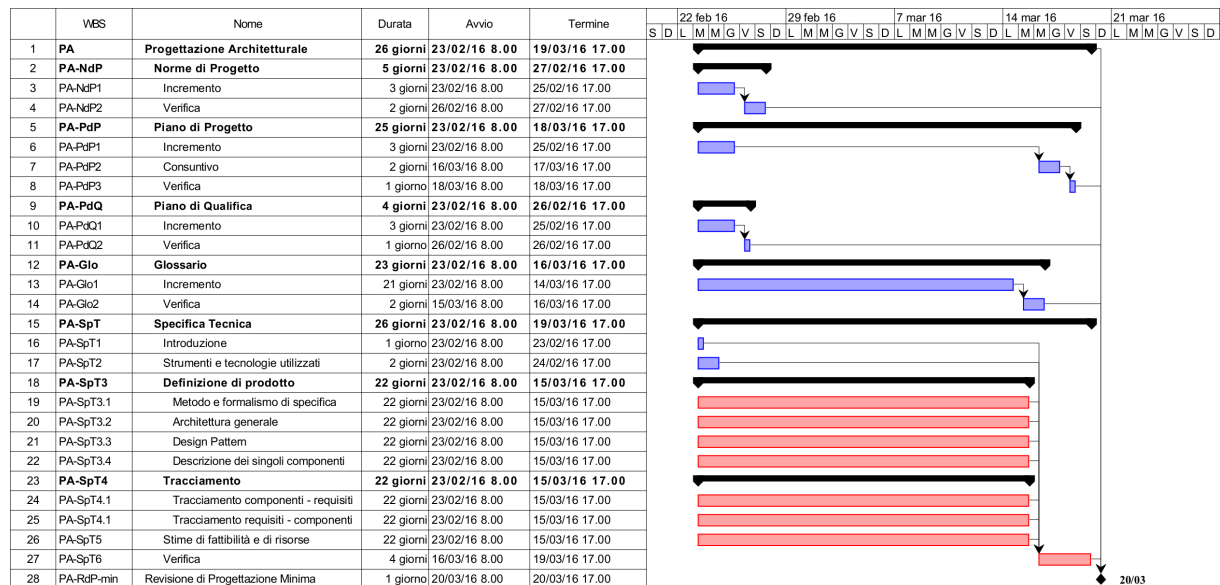 WBS Nome Durata Avvio Termine 22 feb 16 29 feb 16 7 mar 16 14 mar 16 21 mar 16
S D L M M G V S D L M M G V S D L M M G V S D L M M G V S D L M M G V S D
1 PA Progettazione Architetturale 26 giorni 23/02/16 8.00 19/03/16 17.00
2 PA-NdP Norme di Progetto 5 giorni 23/02/16 8.00 27/02/16 17.00
3 PA-NdP1 Incremento 3 giorni 23/02/16 8.00 25/02/16 17.00
4 PA-NdP2 Verifica 2 giorni 26/02/16 8.00 27/02/16 17.00
5 PA-PdP Piano di Progetto 25 giorni 23/02/16 8.00 18/03/16 17.00
6 PA-PdP1 Incremento 3 giorni 23/02/16 8.00 25/02/16 17.00
7 PA-PdP2 Consuntivo 2 giorni 16/03/16 8.00 17/03/16 17.00
8 PA-PdP3 Verifica 1 giorno 18/03/16 8.00 18/03/16 17.00
9 PA-PdQ Piano di Qualifica 4 giorni 23/02/16 8.00 26/02/16 17.00
10 PA-PdQ1 Incremento 3 giorni 23/02/16 8.00 25/02/16 17.00
11 PA-PdQ2 Verifica 1 giorno 26/02/16 8.00 26/02/16 17.00
12 PA-Glo Glossario 23 giorni 23/02/16 8.00 16/03/16 17.00
13 PA-Glo1 Incremento 21 giorni 23/02/16 8.00 14/03/16 17.00
14 PA-Glo2 Verifica 2 giorni 15/03/16 8.00 16/03/16 17.00
15 PA-SpT Specifica Tecnica 26 giorni 23/02/16 8.00 19/03/16 17.00
16 PA-SpT1 Introduzione 1 giorno 23/02/16 8.00 23/02/16 17.00
17 PA-SpT2 Strumenti e tecnologie utilizzati 2 giorni 23/02/16 8.00 24/02/16 17.00
18 PA-SpT3 Definizione di prodotto 22 giorni 23/02/16 8.00 15/03/16 17.00
19 PA-SpT3.1 Metodo e formalismo di specifica 22 giorni 23/02/16 8.00 15/03/16 17.00
20 PA-SpT3.2 Architettura generale 22 giorni 23/02/16 8.00 15/03/16 17.00
21 PA-SpT3.3 Design Pattern 22 giorni 23/02/16 8.00 15/03/16 17.00
22 PA-SpT3.4 Descrizione dei singoli componenti 22 giorni 23/02/16 8.00 15/03/16 17.00
23 PA-SpT4 Tracciamento 22 giorni 23/02/16 8.00 15/03/16 17.00
24 PA-SpT4.1 Tracciamento componenti - requisiti 22 giorni 23/02/16 8.00 15/03/16 17.00
25 PA-SpT4.1 Tracciamento requisiti - componenti 22 giorni 23/02/16 8.00 15/03/16 17.00
26 PA-SpT5 Stime di fattibilità e di risorse 22 giorni 23/02/16 8.00 15/03/16 17.00
27 PA-SpT6 Verifica 4 giorni 16/03/16 8.00 19/03/16 17.00
28 PA-RdP-min Revisione di Progettazione Minima 1 giorno 20/03/16 8.00 20/03/16 17.00 20/03